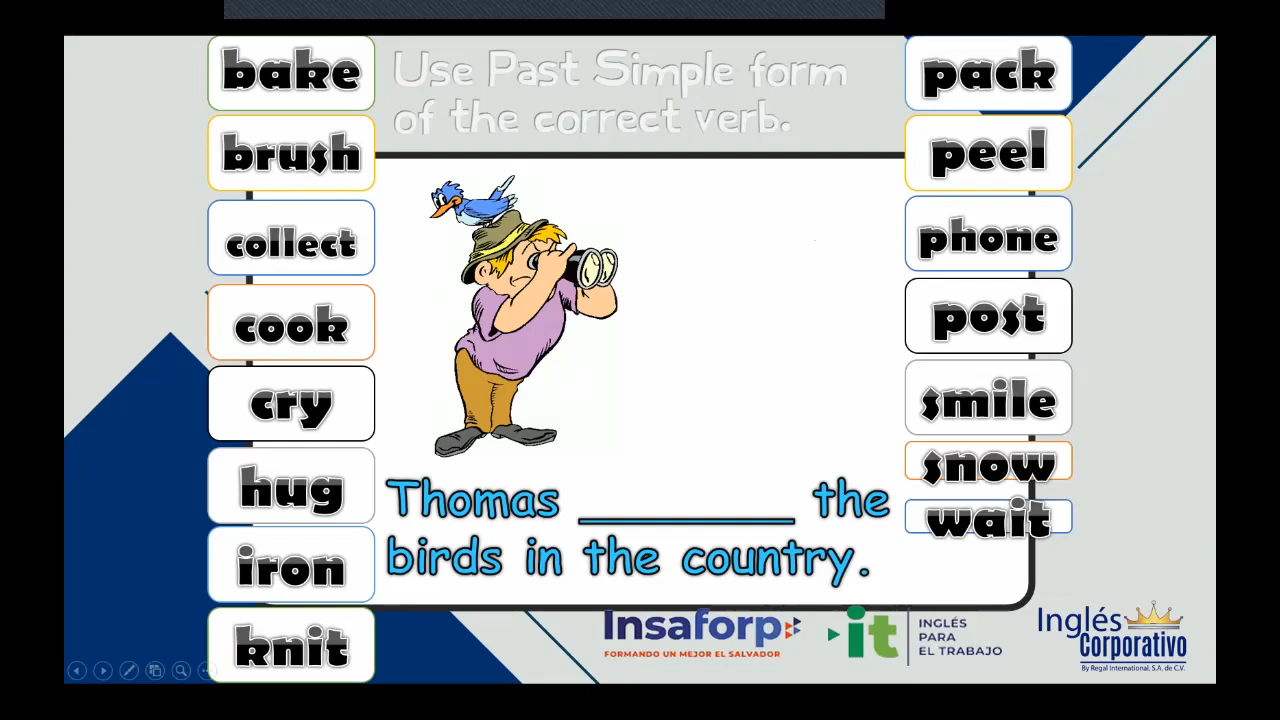 Use Past Simple form
of the correct verb.
bake
brush
collect
cook
cry
hug
iron
knit
pack
peel
phone
post
smile
snow
wait
Thomas ________ the
birds in the country.
Insaforp
FORMANDO UN MEJOR EL SALVADOR
it
INGLÉS
PARA
EL TRABAJO
Inglés
Corporativo
By Regal International, S.A. de C.V.